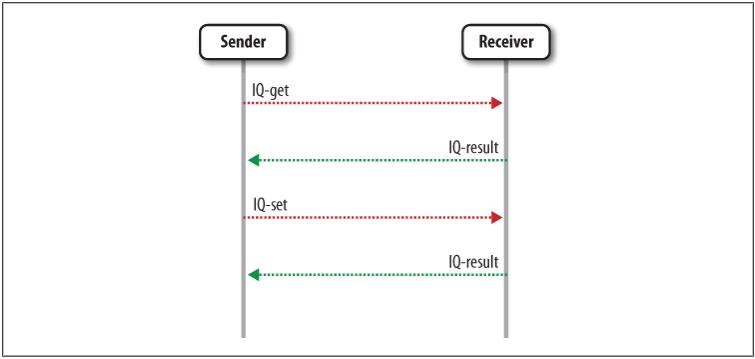 Sender
Receiver
IQ-get
IQ-result
IQ-set
IQ-result